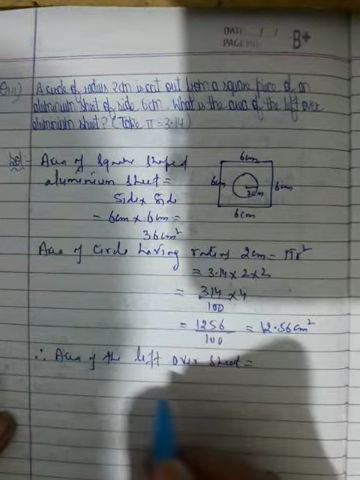 DATE / /
PAGE NO.
B+
Q11) A circle of radius 2cm is cut out from a square piece of an
aluminium sheet of side 6cm. What is the area of the left over
aluminium sheet? (Take π = 3.14)
Sol - Area of Square shaped
aluminium sheet =
side × side
= 6cm × 6cm =
36cm²
6cm
6cm
2cm
6cm
6cm
Area of Circle having radius 2cm = πr²
= 3.14 × 2 × 2
= 314/100 × 4
= 1256/100 = 12.56cm²
∴ Area of the left over sheet =